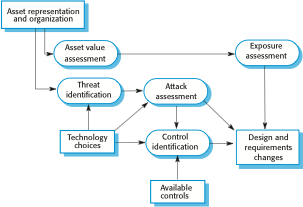 Asset representation
and organization
Asset value
assessment
Exposure
assessment
Threat
identification
Attack
assessment
Technology
choices
Control
identification
Design and
requirements
changes
Available
controls